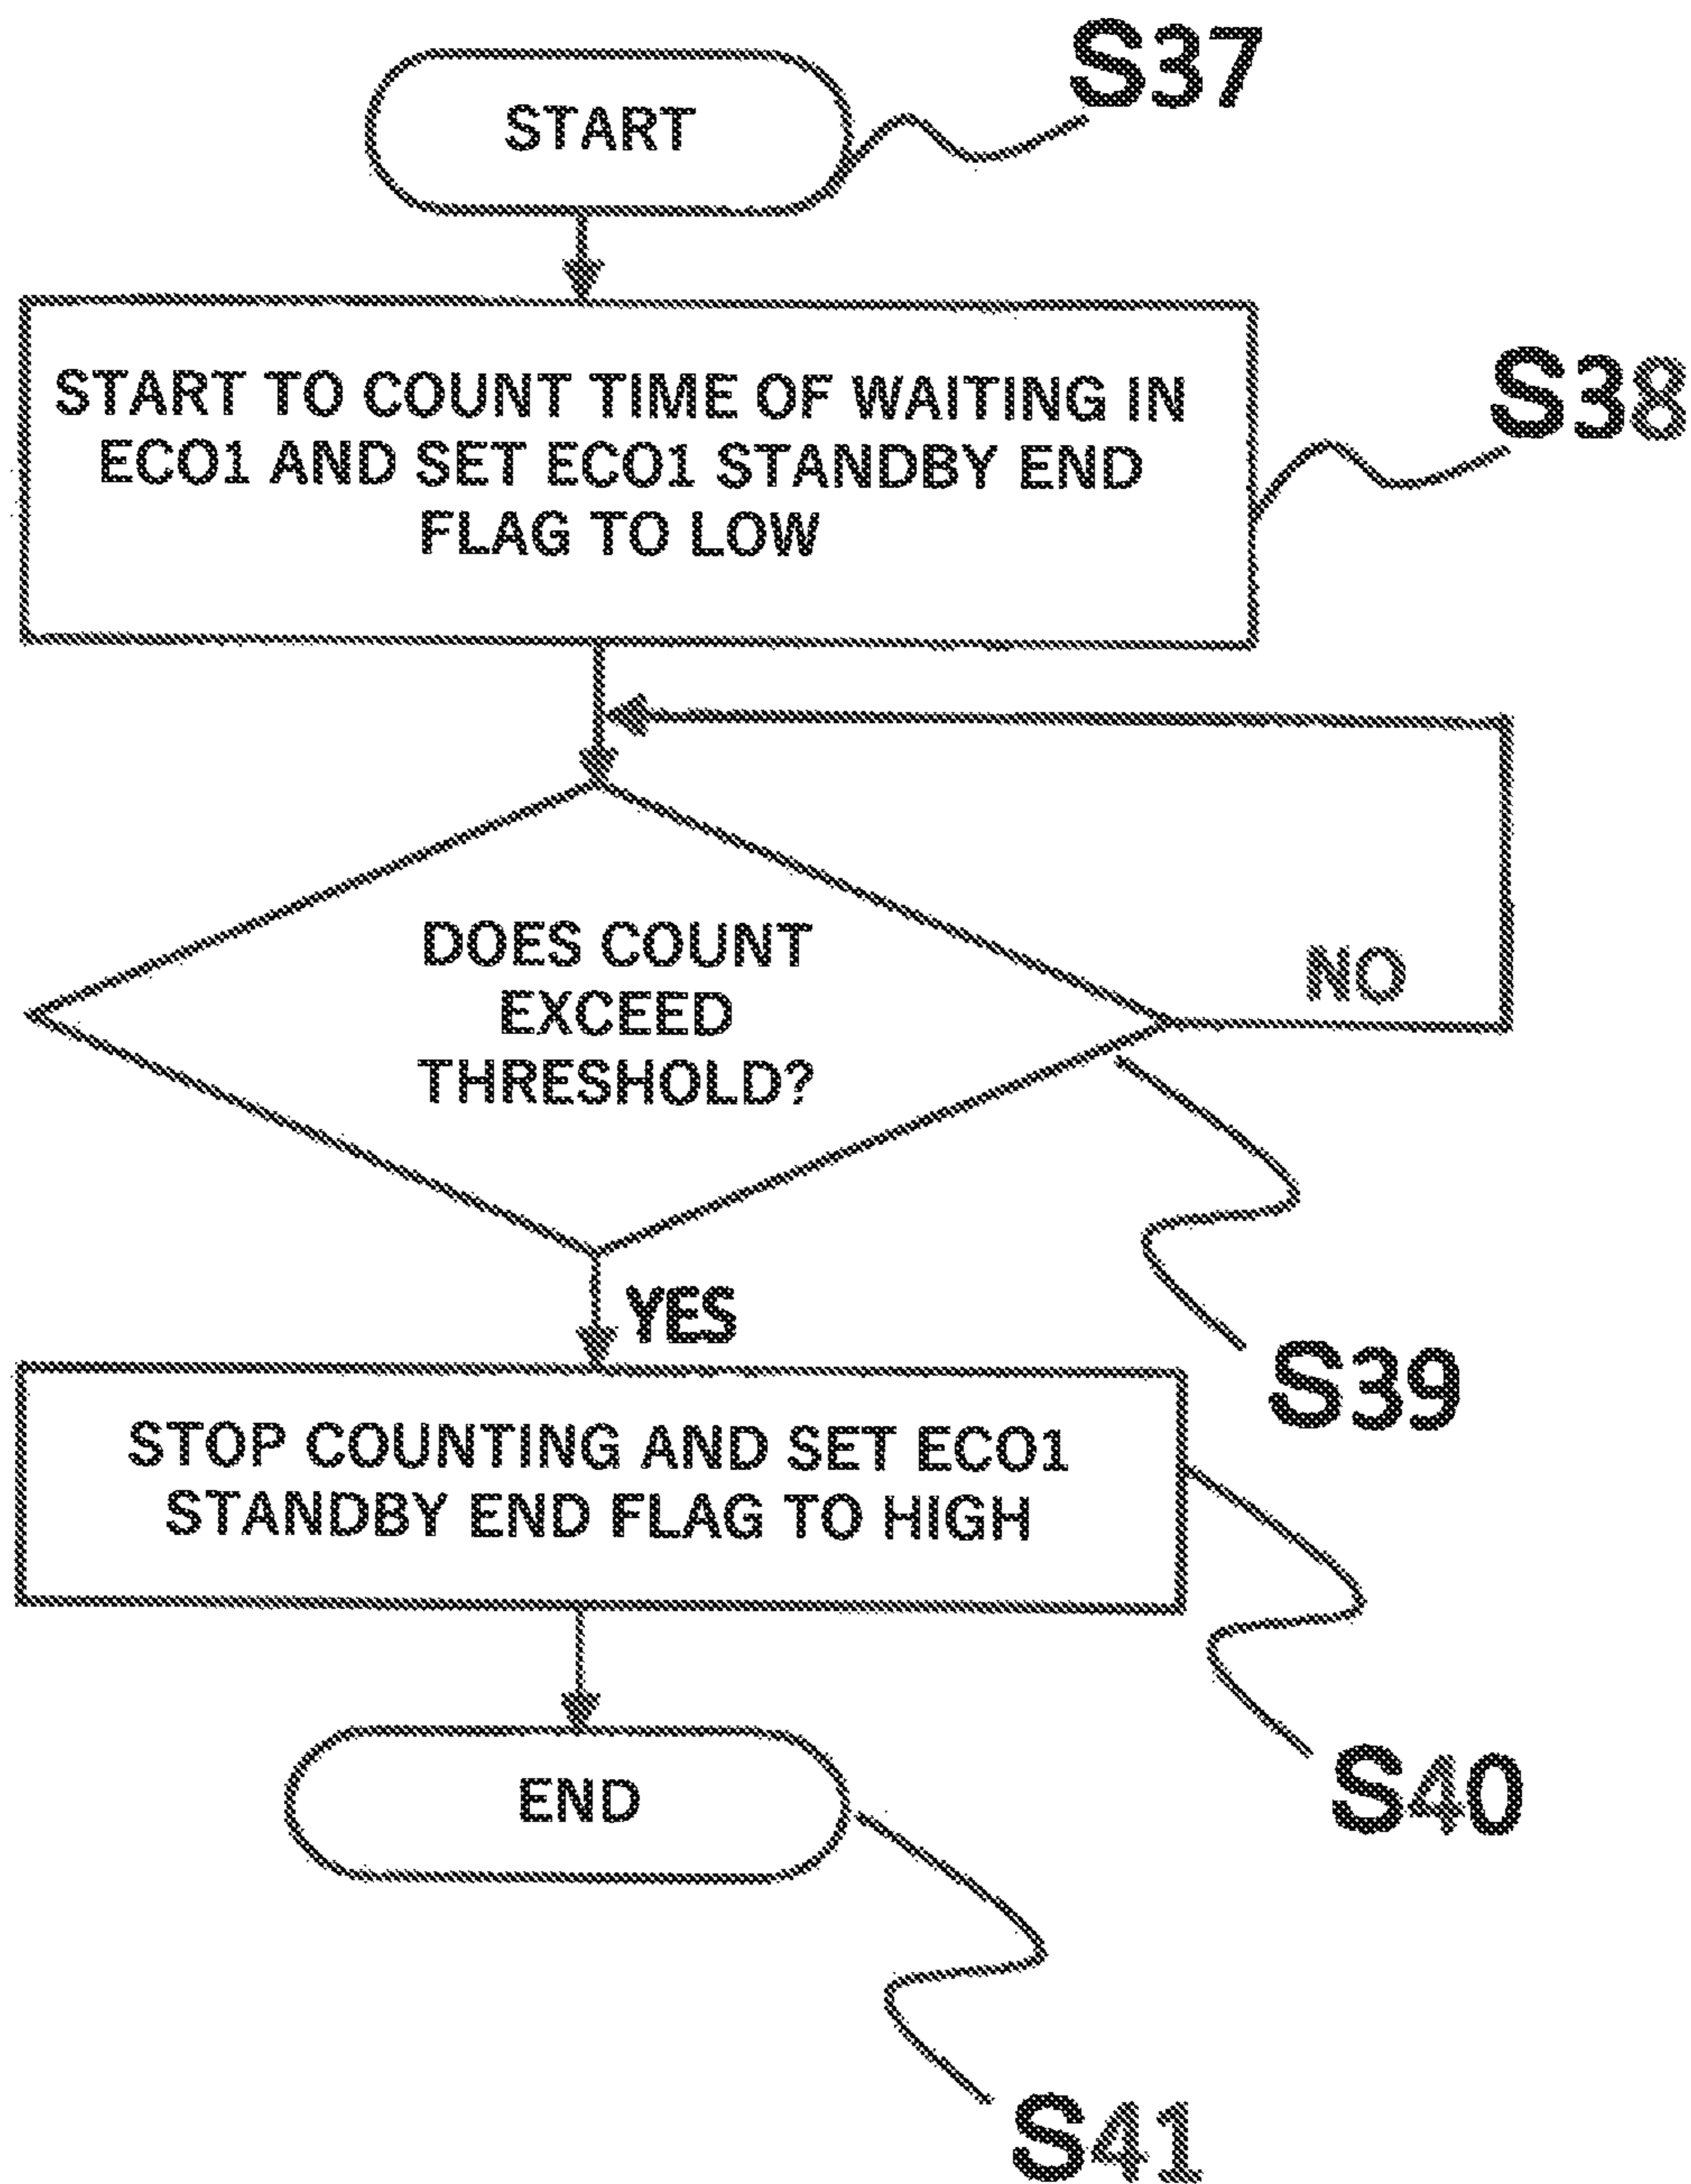 S37
START
START TO COUNT TIME OF WAITING IN
ECO1 AND SET ECO1 STANDBY END
FLAG TO LOW
S38
DOES COUNT
EXCEED
THRESHOLD?
NO
YES
S39
STOP COUNTING AND SET ECO1
STANDBY END FLAG TO HIGH
S40
END
S41